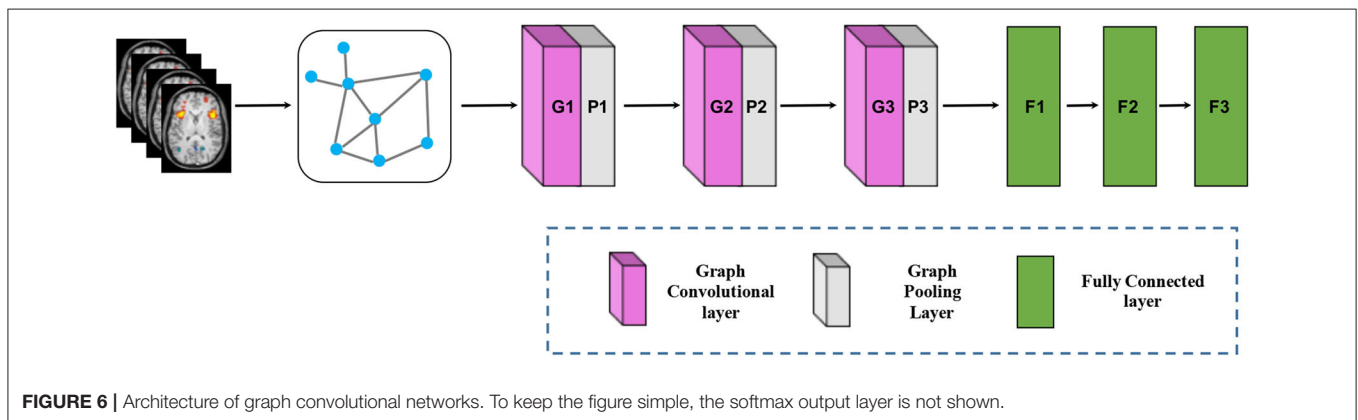 G1 P1 G2 P2 G3 P3 F1 F2 F3
Graph
Convolutional
layer
Graph
Pooling
Layer
Fully Connected
layer
FIGURE 6 | Architecture of graph convolutional networks. To keep the figure simple, the softmax output layer is not shown.